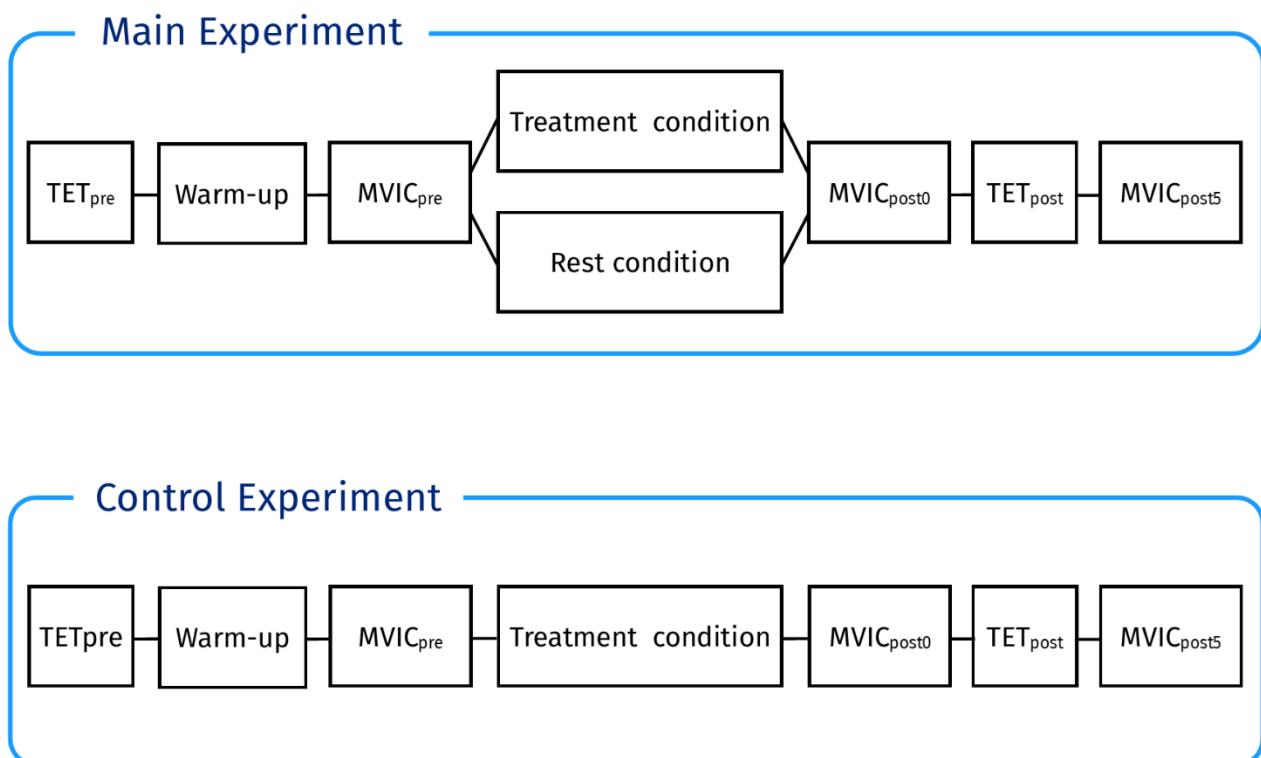 Main Experiment
Treatment condition
TETpre
Warm-up
MVICpre
MVICpost0
TETpost
MVICpost5
Rest condition
Control Experiment
TETpre
Warm-up
MVICpre
Treatment condition
MVICpost0
TETpost
MVICpost5